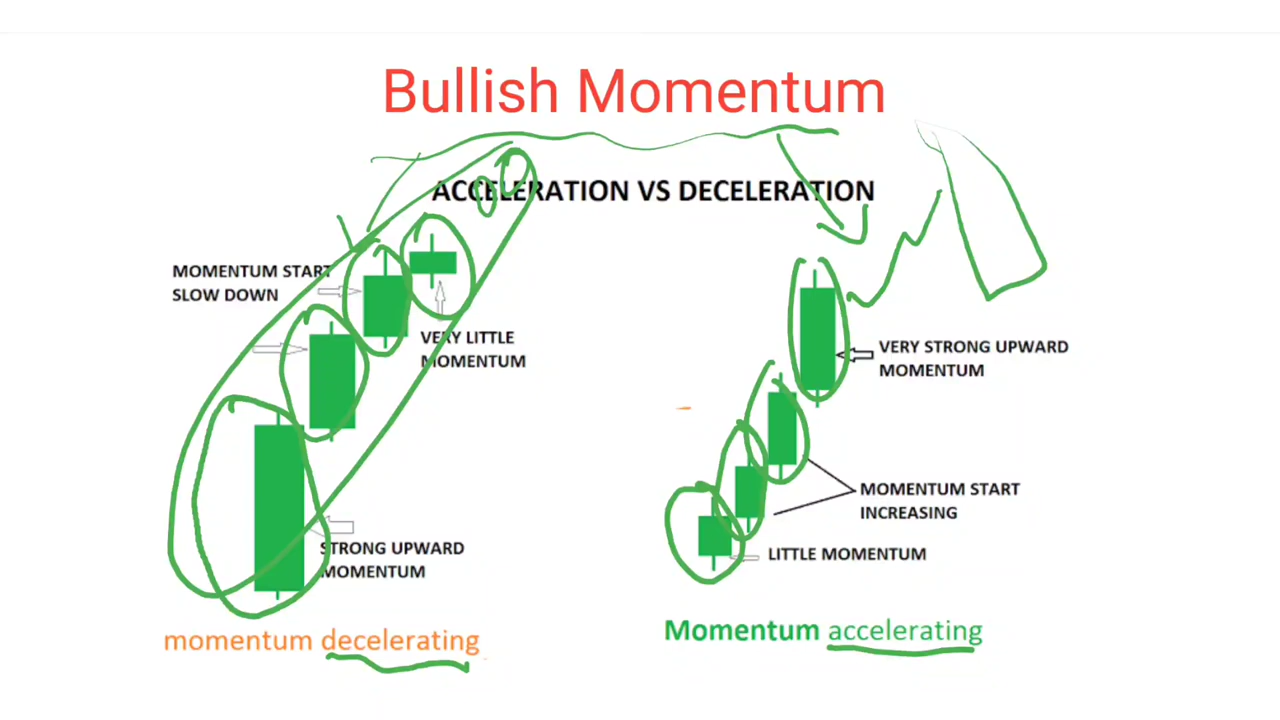 Bullish Momentum
ACCELERATION VS DECELERATION
MOMENTUM START
SLOW DOWN
VERY LITTLE
MOMENTUM
STRONG UPWARD
MOMENTUM
momentum decelerating
VERY STRONG UPWARD
MOMENTUM
MOMENTUM START
INCREASING
LITTLE MOMENTUM
Momentum accelerating